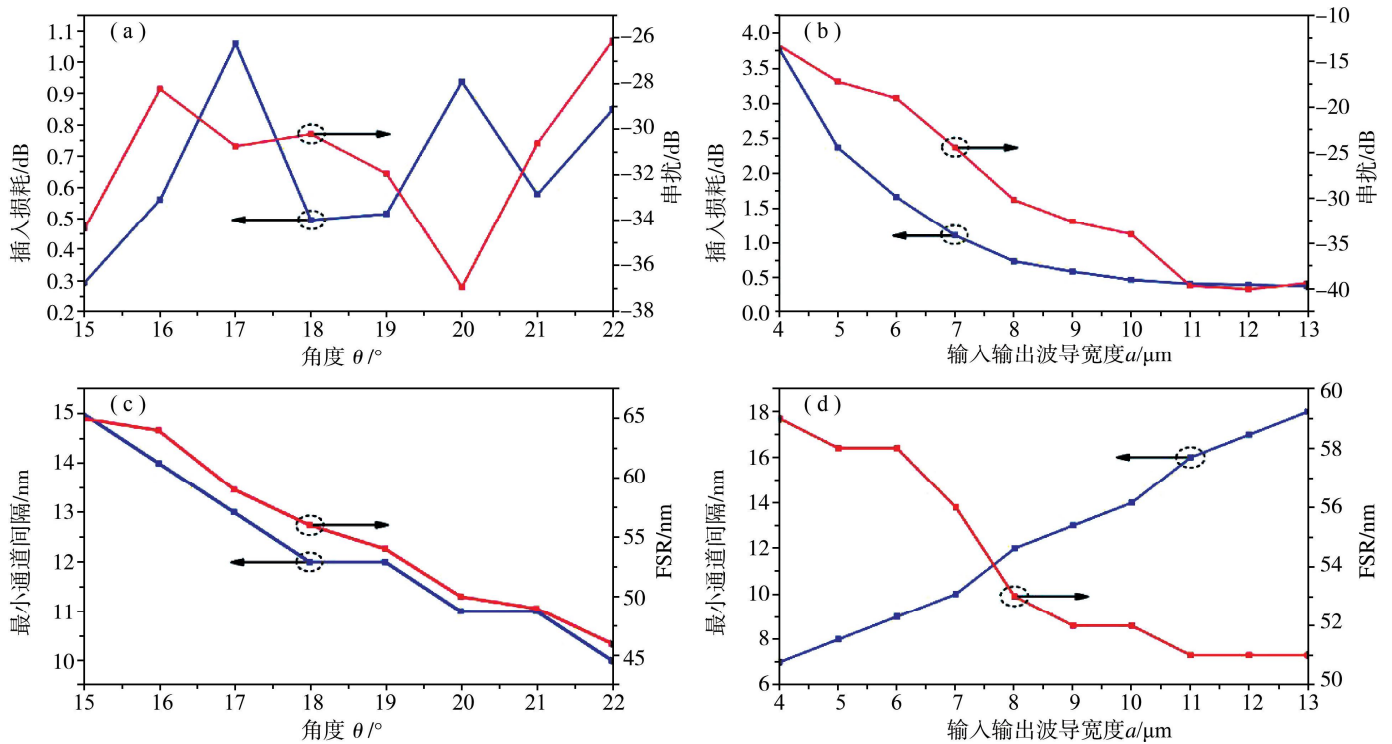 ( a )
插入损耗/dB
1.1
1.0
0.9
0.8
0.7
0.6
0.5
0.4
0.3
0.2
−26
−28
−30
−32
−34
−36
−38
串扰/dB
15 16 17 18 19 20 21 22
角度 θ /°
( b )
插入损耗/dB
4.0
3.5
3.0
2.5
2.0
1.5
1.0
0.5
0.0
−10
−15
−20
−25
−30
−35
−40
串扰/dB
4 5 6 7 8 9 10 11 12 13
输入输出波导宽度a/μm
( c )
最小通道间隔/nm
15
14
13
12
11
10
65
60
55
50
45
FSR/nm
15 16 17 18 19 20 21 22
角度 θ /°
( d )
最小通道间隔/nm
18
16
14
12
10
8
6
60
58
56
54
52
50
FSR/nm
4 5 6 7 8 9 10 11 12 13
输入输出波导宽度a/μm